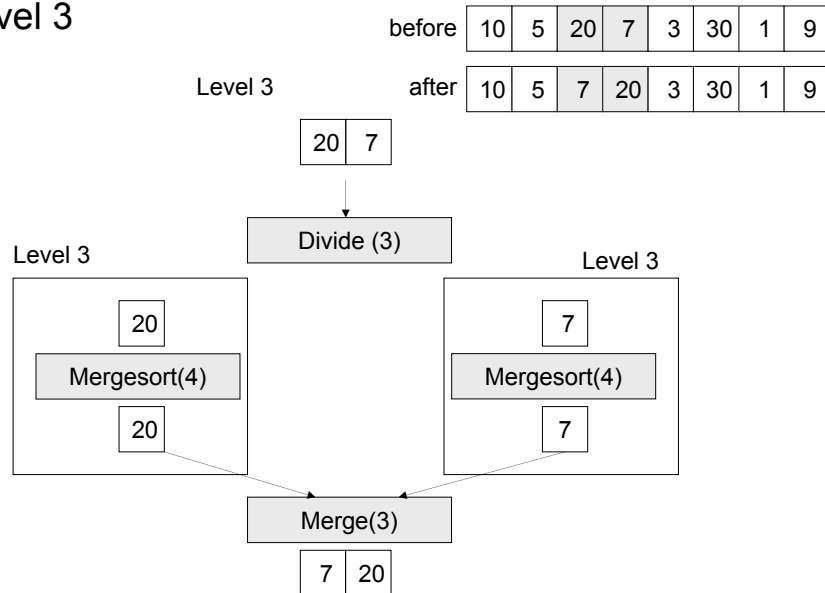 vel 3
before 10 5 20 7 3 30 1 9
Level 3 after 10 5 7 20 3 30 1 9
20 7
Divide (3)
Level 3 Level 3
20 7
Mergesort(4) Mergesort(4)
20 7
Merge(3)
7 20